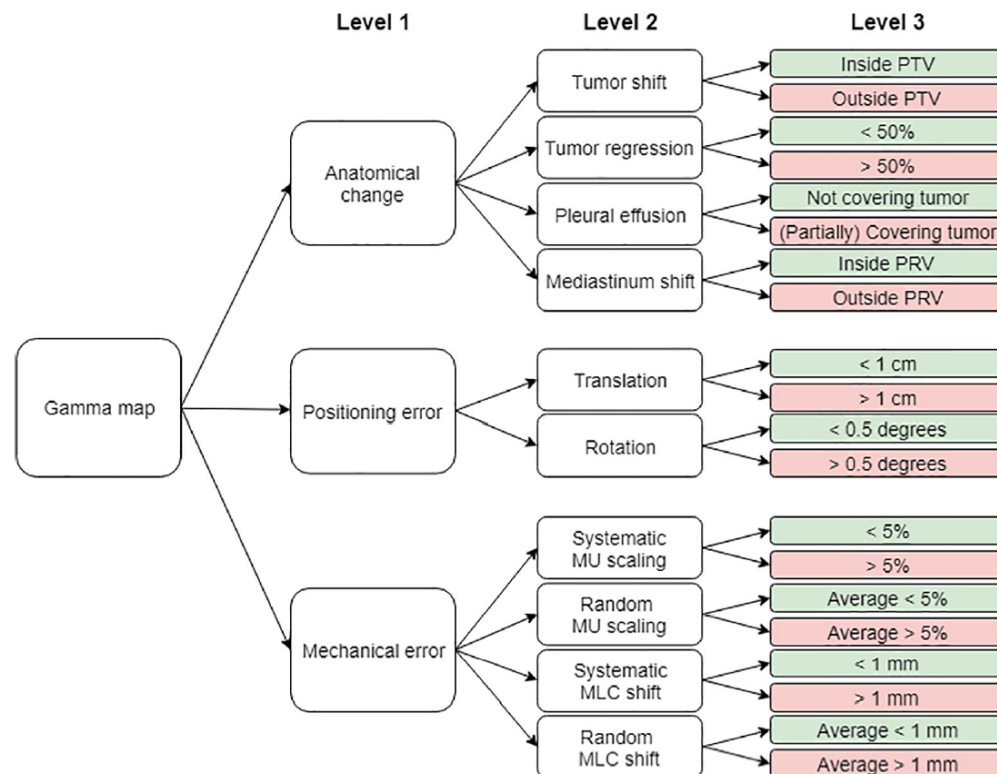 Level 1
Level 2
Level 3
Gamma map
Anatomical
change
Tumor shift
Inside PTV
Outside PTV
Tumor regression
< 50%
> 50%
Pleural effusion
Not covering tumor
(Partially) Covering tumor
Mediastinum shift
Inside PRV
Outside PRV
Positioning error
Translation
< 1 cm
> 1 cm
Rotation
< 0.5 degrees
> 0.5 degrees
Mechanical error
Systematic
MU scaling
< 5%
> 5%
Random
MU scaling
Average < 5%
Average > 5%
Systematic
MLC shift
< 1 mm
> 1 mm
Random
MLC shift
Average < 1 mm
Average > 1 mm